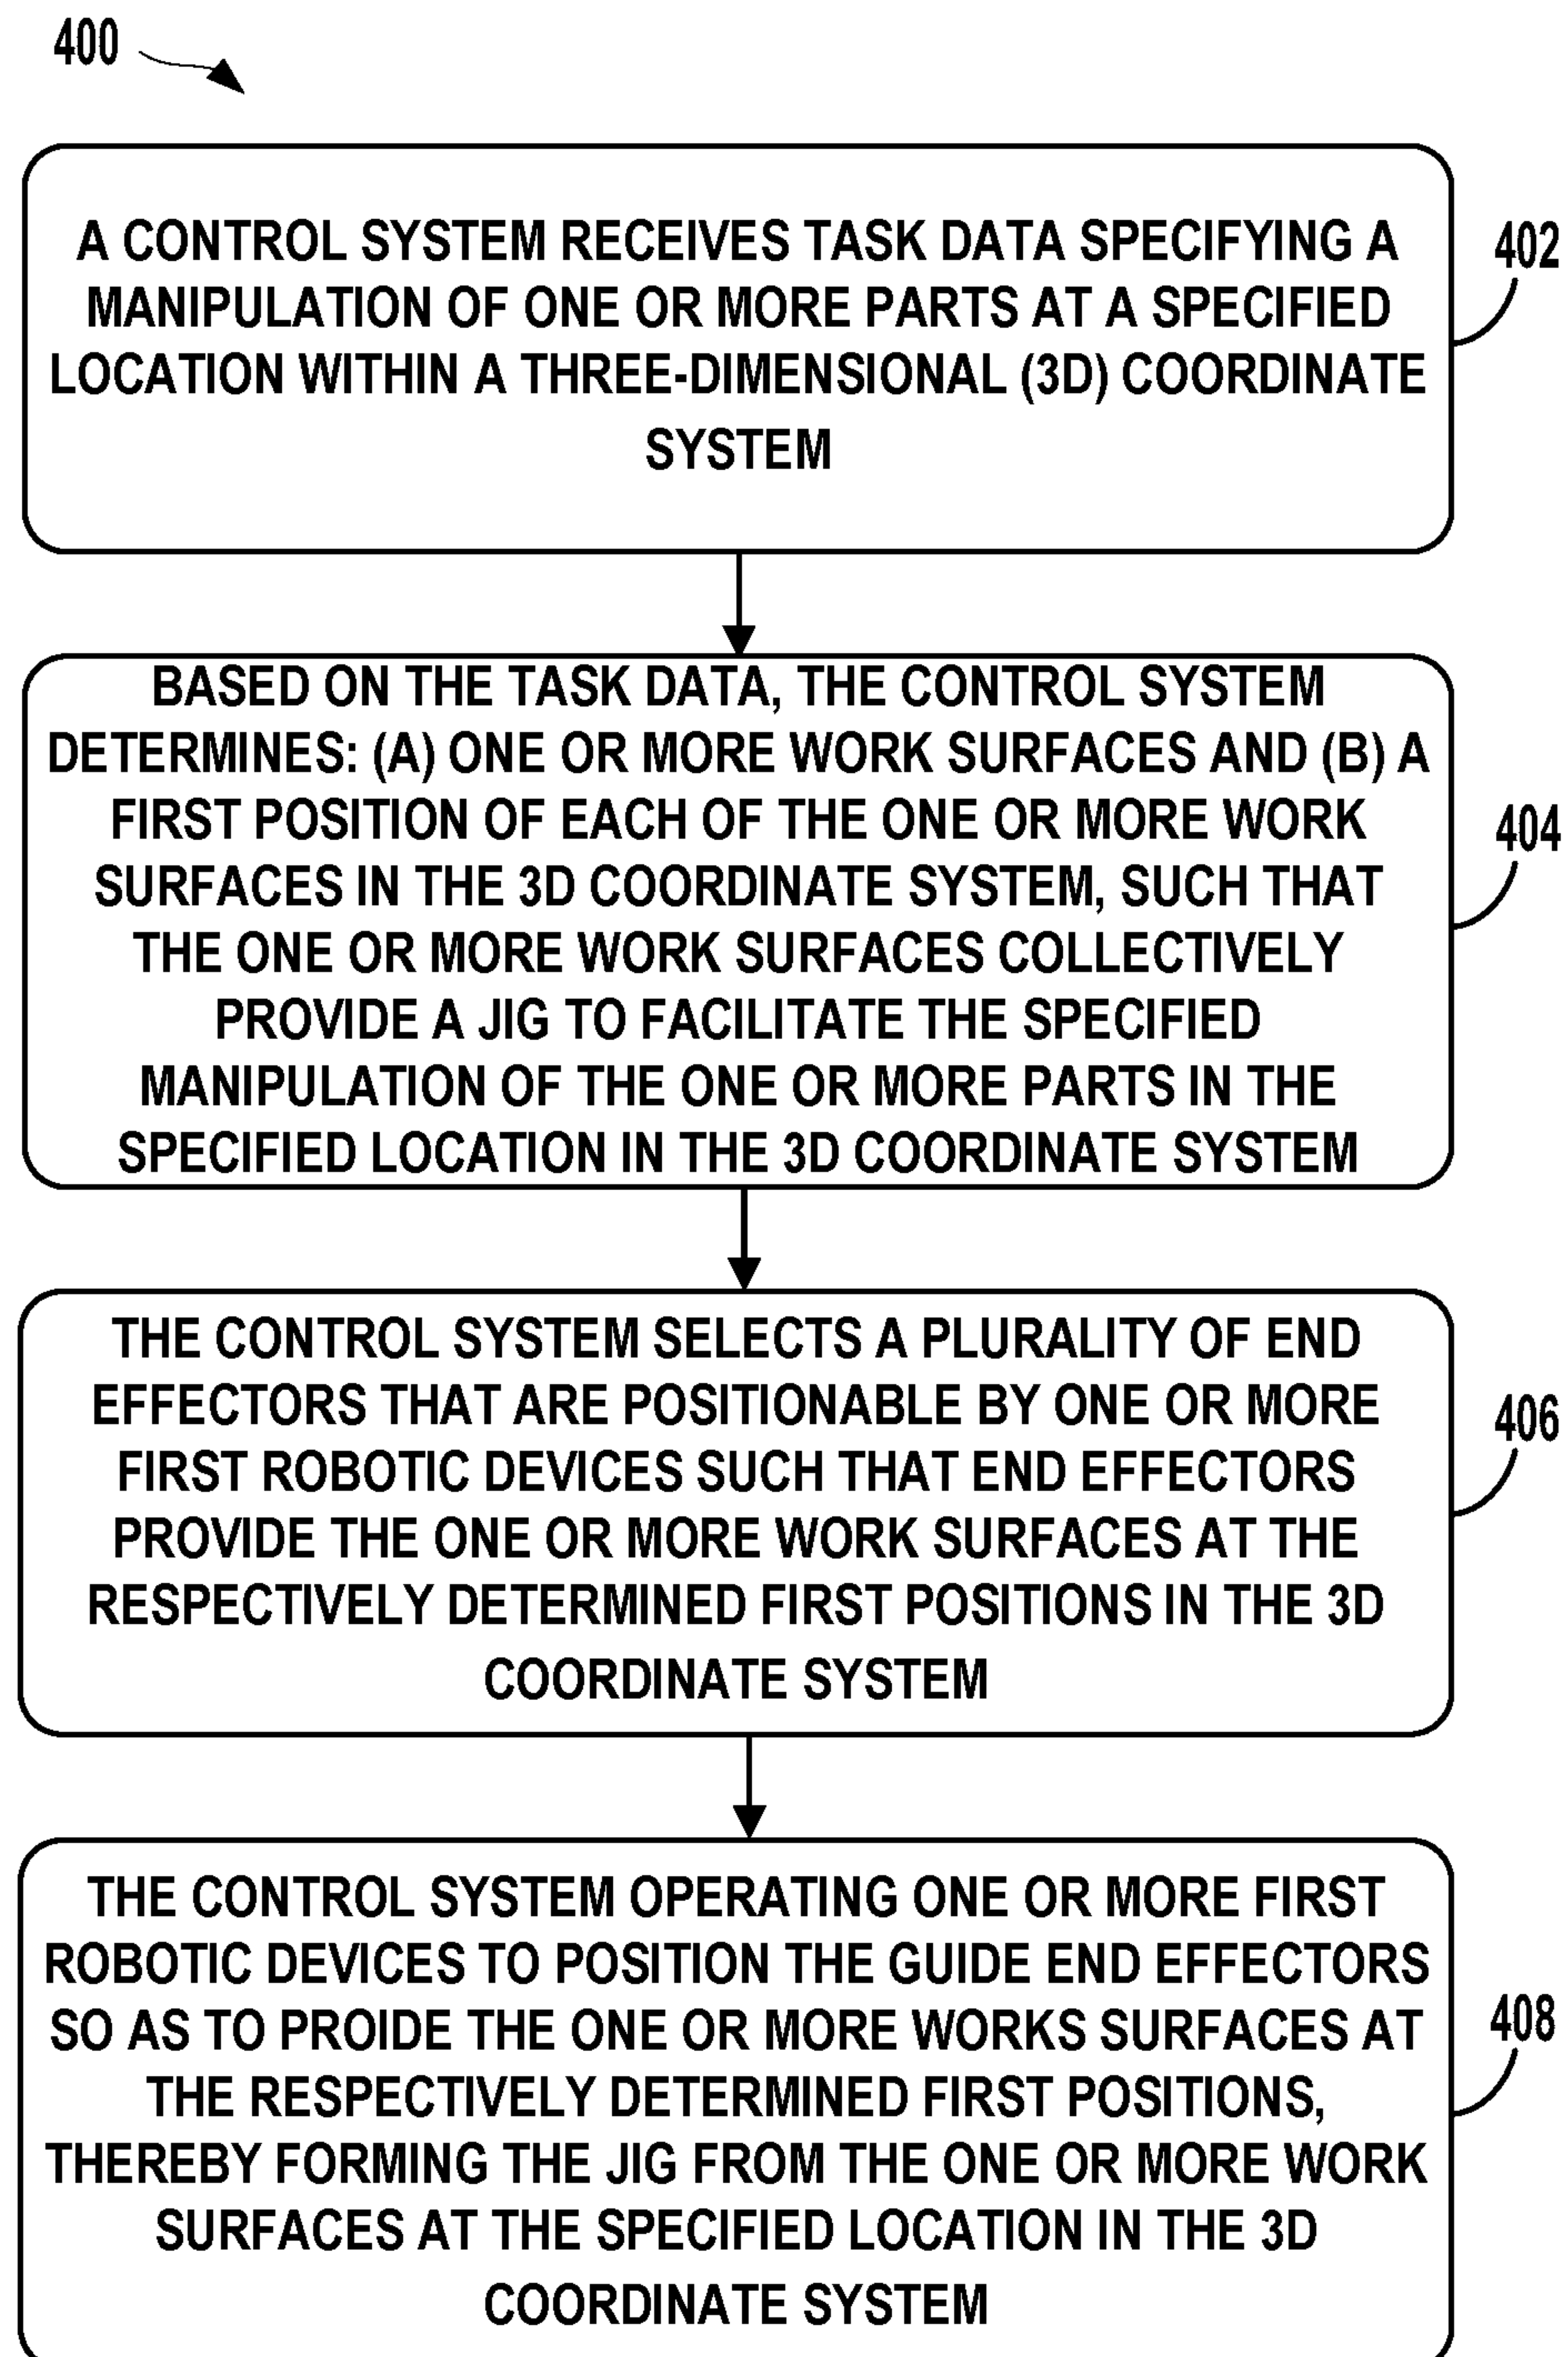 400
A CONTROL SYSTEM RECEIVES TASK DATA SPECIFYING A
MANIPULATION OF ONE OR MORE PARTS AT A SPECIFIED
LOCATION WITHIN A THREE-DIMENSIONAL (3D) COORDINATE
SYSTEM
402
BASED ON THE TASK DATA, THE CONTROL SYSTEM
DETERMINES: (A) ONE OR MORE WORK SURFACES AND (B) A
FIRST POSITION OF EACH OF THE ONE OR MORE WORK
SURFACES IN THE 3D COORDINATE SYSTEM, SUCH THAT
THE ONE OR MORE WORK SURFACES COLLECTIVELY
PROVIDE A JIG TO FACILITATE THE SPECIFIED
MANIPULATION OF THE ONE OR MORE PARTS IN THE
SPECIFIED LOCATION IN THE 3D COORDINATE SYSTEM
404
THE CONTROL SYSTEM SELECTS A PLURALITY OF END
EFFECTORS THAT ARE POSITIONABLE BY ONE OR MORE
FIRST ROBOTIC DEVICES SUCH THAT END EFFECTORS
PROVIDE THE ONE OR MORE WORK SURFACES AT THE
RESPECTIVELY DETERMINED FIRST POSITIONS IN THE 3D
COORDINATE SYSTEM
406
THE CONTROL SYSTEM OPERATING ONE OR MORE FIRST
ROBOTIC DEVICES TO POSITION THE GUIDE END EFFECTORS
SO AS TO PROIDE THE ONE OR MORE WORKS SURFACES AT
THE RESPECTIVELY DETERMINED FIRST POSITIONS,
THEREBY FORMING THE JIG FROM THE ONE OR MORE WORK
SURFACES AT THE SPECIFIED LOCATION IN THE 3D
COORDINATE SYSTEM
408